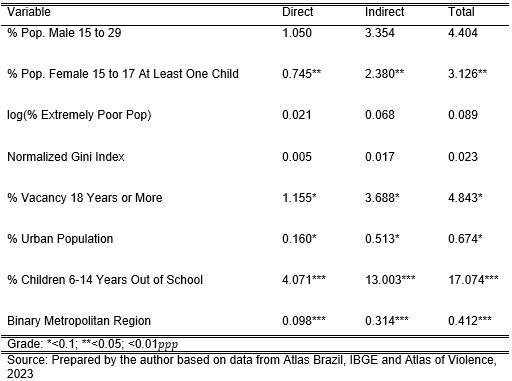 Variable Direct Indirect Total
% Pop. Male 15 to 29 1.050 3.354 4.404
% Pop. Female 15 to 17 At Least One Child 0.745** 2.380** 3.126**
log(% Extremely Poor Pop) 0.021 0.068 0.089
Normalized Gini Index 0.005 0.017 0.023
% Vacancy 18 Years or More 1.155* 3.688* 4.843*
% Urban Population 0.160* 0.513* 0.674*
% Children 6-14 Years Out of School 4.071*** 13.003*** 17.074***
Binary Metropolitan Region 0.098*** 0.314*** 0.412***
Grade: *<0.1; **<0.05; <0.01ppp
Source: Prepared by the author based on data from Atlas Brazil, IBGE and Atlas of Violence,
2023